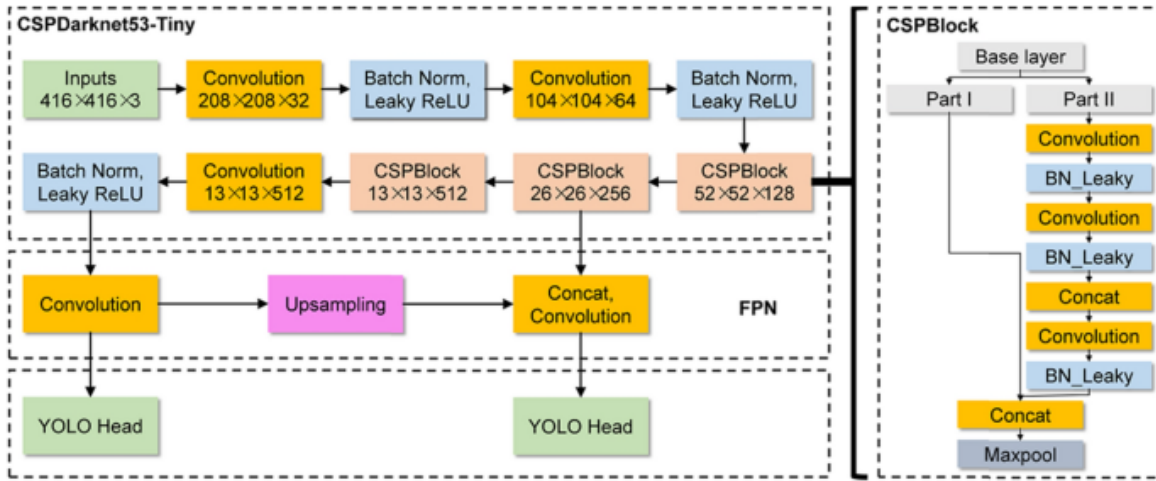 CSPDarknet53-Tiny
Inputs
416×416×3
Convolution
208×208×32
Batch Norm,
Leaky ReLU
Convolution
104×104×64
Batch Norm,
Leaky ReLU
Batch Norm,
Leaky ReLU
Convolution
13×13×512
CSPBlock
13×13×512
CSPBlock
26×26×256
CSPBlock
52×52×128
Convolution
Upsampling
Concat,
Convolution
FPN
YOLO Head
YOLO Head
CSPBlock
Base layer
Part I
Part II
Convolution
BN_Leaky
Convolution
BN_Leaky
Concat
Convolution
BN_Leaky
Concat
Maxpool